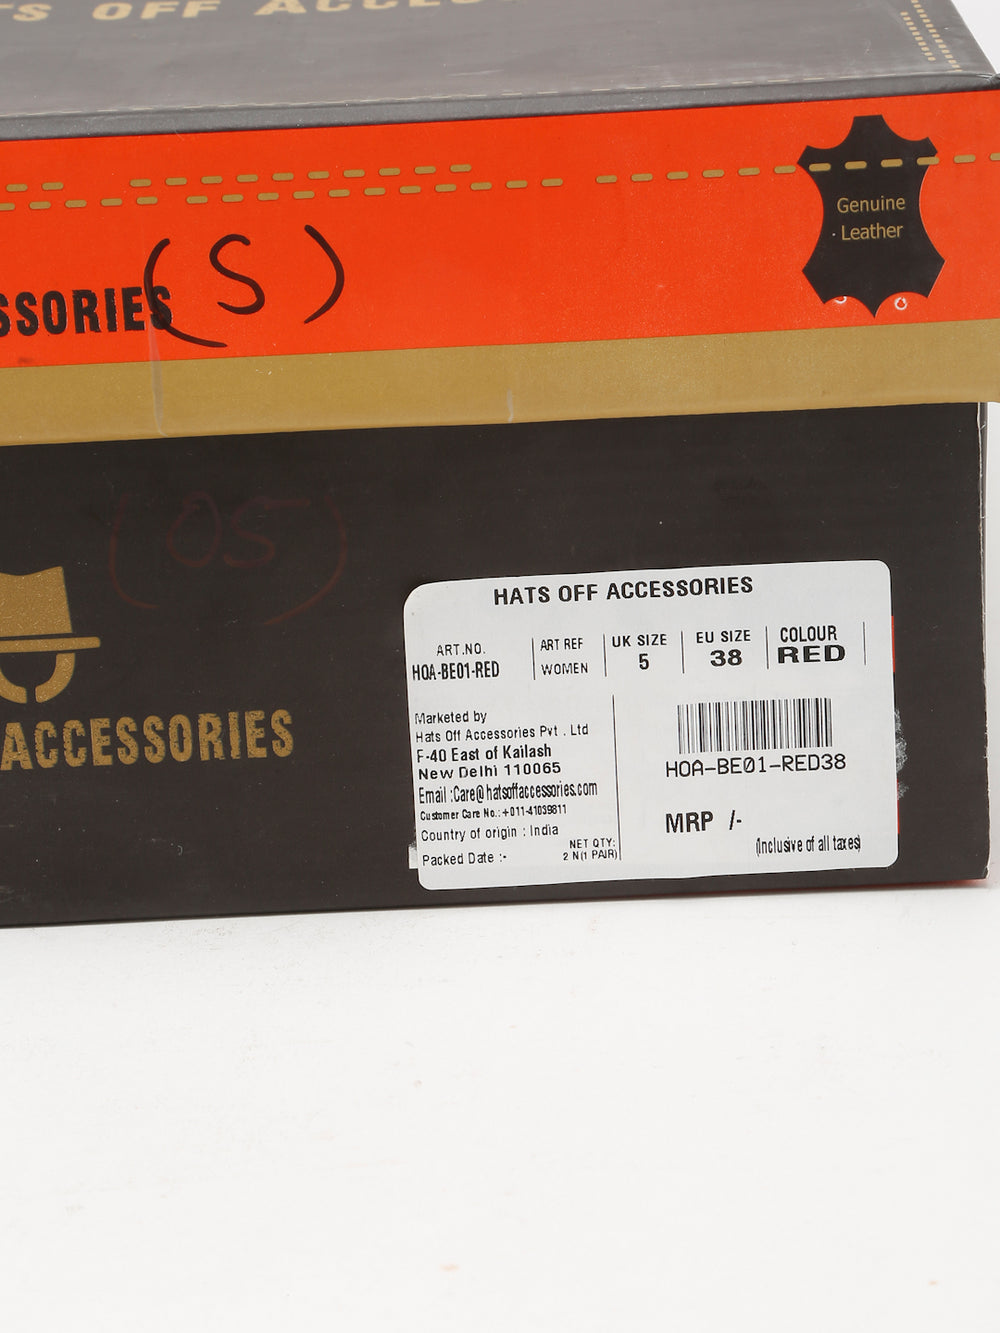 TS OFF ACCESS
Genuine
Leather
SSORIES
(S)
(05)
ACCESSORIES
HATS OFF ACCESSORIES
ART.NO.
HOA-BE01-RED
ART REF
WOMEN
UK SIZE
5
EU SIZE
38
COLOUR
RED
Marketed by
Hats Off Accessories Pvt . Ltd
F-40 East of Kailash
New Delhi 110065
Email :Care@hatsoffaccessories.com
Customer Care No.: +011-41039811
Country of origin : India
Packed Date :-
NET QTY:
2 N(1 PAIR)
HOA-BE01-RED38
MRP /-
(Inclusive of all taxes)